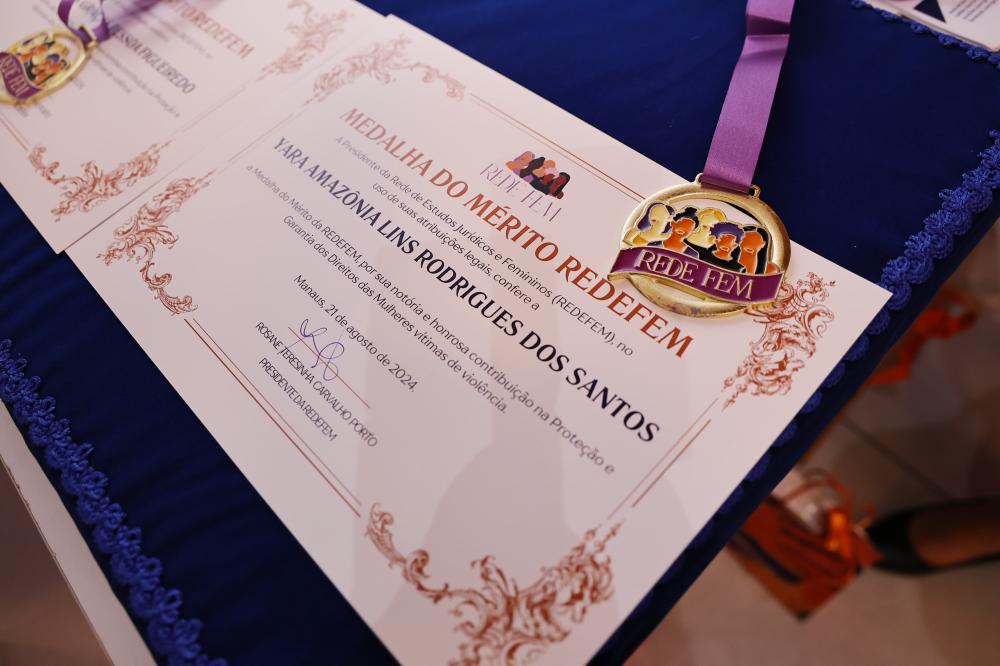 REDEFEM
FIGUEIREDO
REDE FEM
MEDALHA DO MÉRITO REDEFEM
A Presidente da Rede de Estudos Jurídicos e Femininos (REDEFEM), no
uso de suas atribuições legais, confere a
YARA AMAZÔNIA LINS RODRIGUES DOS SANTOS
a Medalha do Mérito da REDEFEM, por sua notória e honrosa contribuição na Proteção e
Garantia dos Direitos das Mulheres vítimas de violência.
Manaus, 21 de agosto de 2024.
ROSANE TERESINHA CARVALHO PORTO
PRESIDENTE DA REDEFEM
REDE FEM